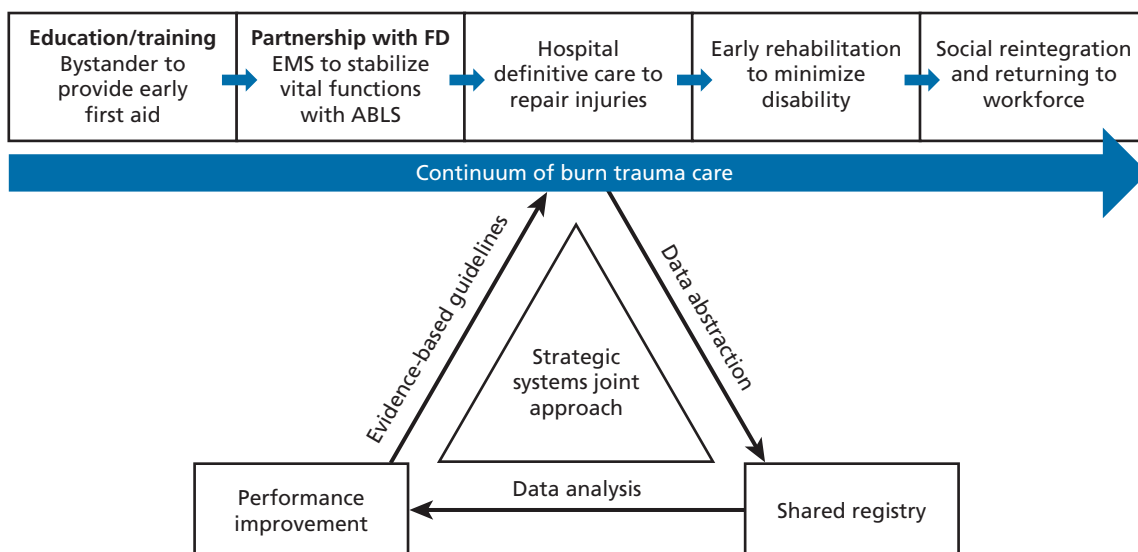 Education/training
Bystander to
provide early
first aid
Partnership with FD
EMS to stabilize
vital functions
with ABLS
Hospital
definitive care to
repair injuries
Early rehabilitation
to minimize
disability
Social reintegration
and returning to
workforce
Continuum of burn trauma care
Evidence-based guidelines
Data abstraction
Strategic
systems joint
approach
Performance
improvement
Data analysis
Shared registry